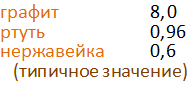 графит 8,0
ртуть 0,96
нержавейка 0,6
(типичное значение)